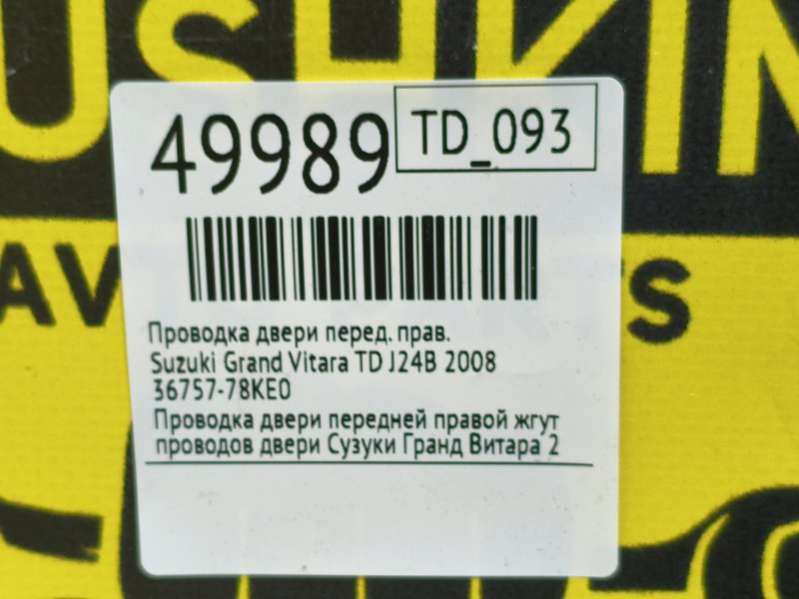 49989
TD_093
Проводка двери перед. прав.
Suzuki Grand Vitara TD J24B 2008
36757-78KE0
Проводка двери передней правой жгут
проводов двери Сузуки Гранд Витара 2